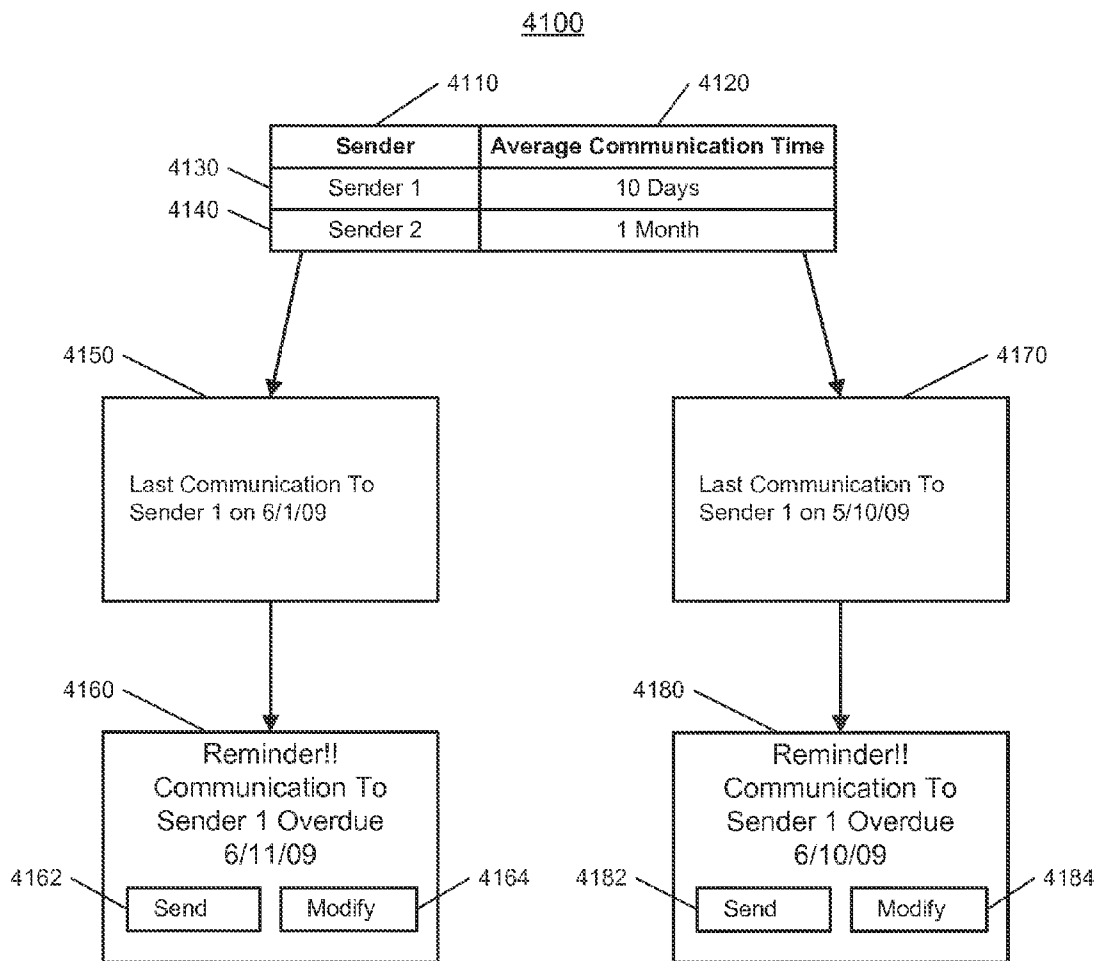 4100
4110
4120
Sender
Average Communication Time
4130
Sender 1
10 Days
4140
Sender 2
1 Month
4150
Last Communication To
Sender 1 on 6/1/09
4170
Last Communication To
Sender 1 on 5/10/09
4160
Reminder!!
Communication To
Sender 1 Overdue
6/11/09
4162
Send
Modify
4164
4180
Reminder!!
Communication To
Sender 1 Overdue
6/10/09
4182
Send
Modify
4184